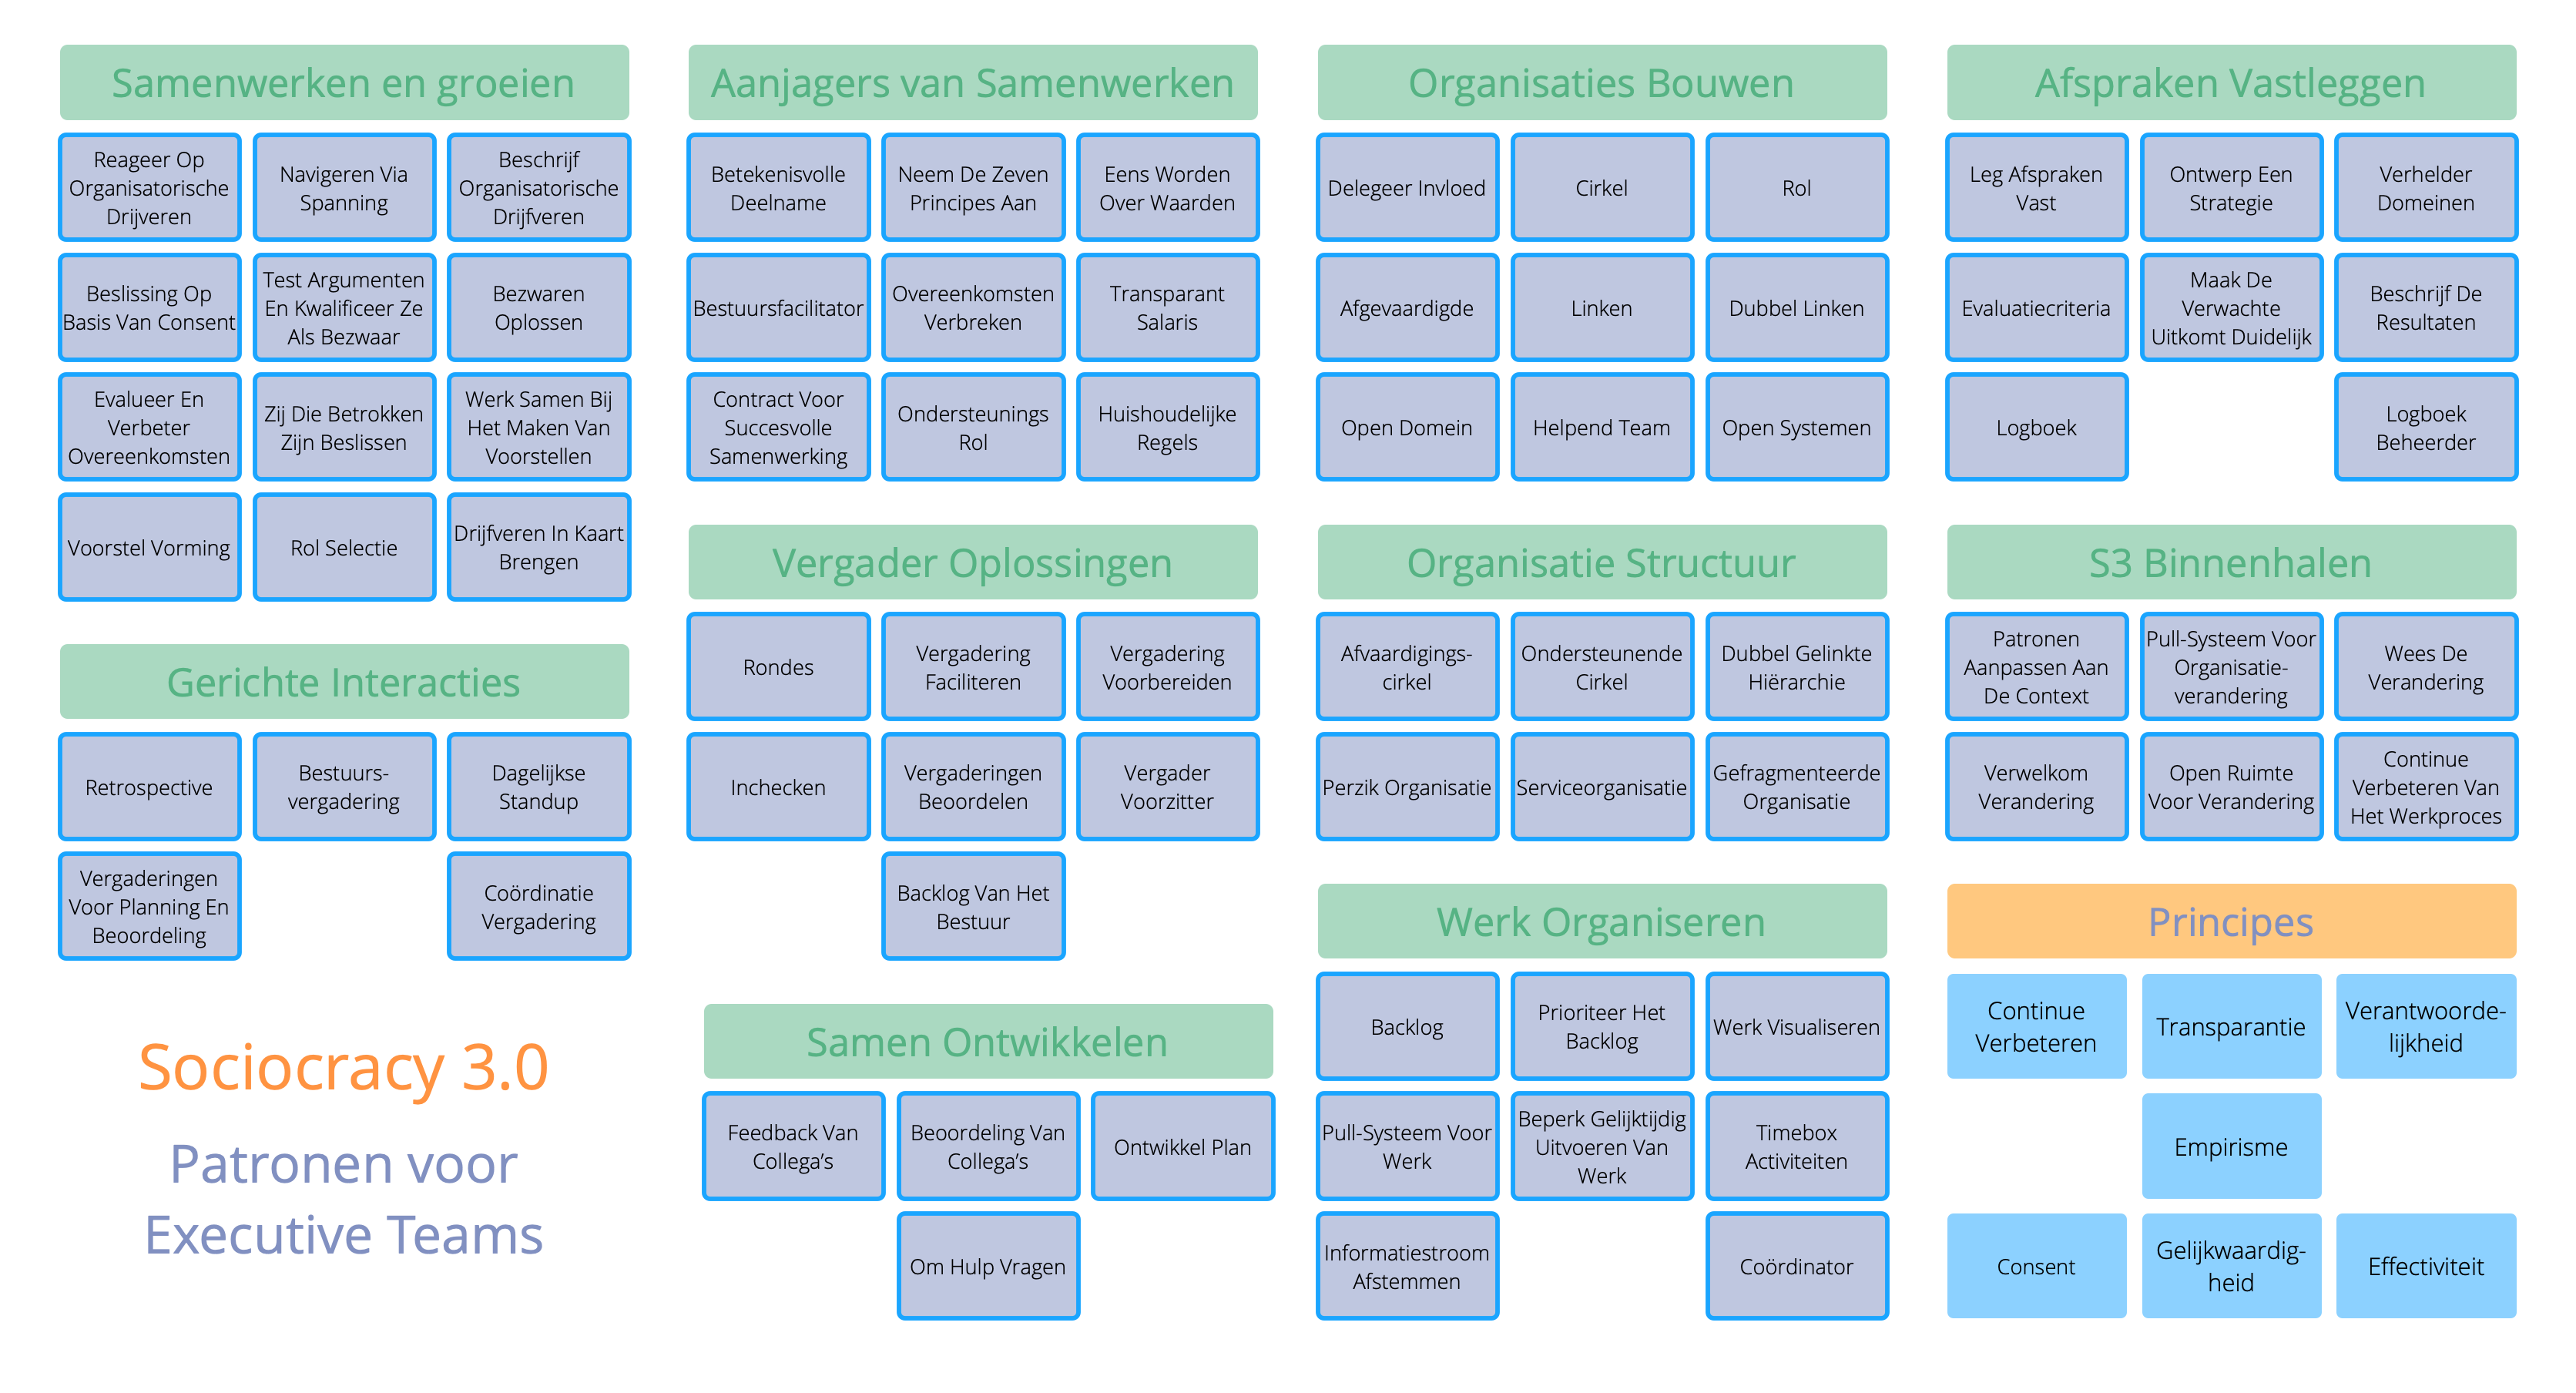 Samenwerken en groeien
Reageer Op
Organisatorische
Drijveren
Navigeren Via
Spanning
Beschrijf
Organisatorische
Drijfveren
Beslissing Op
Basis Van Consent
Test Argumenten
En Kwalificeer Ze
Als Bezwaar
Bezwaren
Oplossen
Evalueer En
Verbeter
Overeenkomsten
Zij Die Betrokken
Zijn Beslissen
Werk Samen Bij
Het Maken Van
Voorstellen
Voorstel Vorming
Rol Selectie
Drijfveren In Kaart
Brengen
Gerichte Interacties
Retrospective
Bestuurs-
vergadering
Dagelijkse
Standup
Vergaderingen
Voor Planning En
Beoordeling
Coördinatie
Vergadering
Sociocracy 3.0
Patronen voor
Executive Teams
Aanjagers van Samenwerken
Betekenisvolle
Deelname
Neem De Zeven
Principes Aan
Eens Worden
Over Waarden
Bestuursfacilitator
Overeenkomsten
Verbreken
Transparant
Salaris
Contract Voor
Succesvolle
Samenwerking
Ondersteunings
Rol
Huishoudelijke
Regels
Vergader Oplossingen
Rondes
Vergadering
Faciliteren
Vergadering
Voorbereiden
Inchecken
Vergaderingen
Beoordelen
Vergader
Voorzitter
Backlog Van Het
Bestuur
Samen Ontwikkelen
Feedback Van
Collega’s
Beoordeling Van
Collega’s
Ontwikkel Plan
Om Hulp Vragen
Organisaties Bouwen
Delegeer Invloed
Cirkel
Rol
Afgevaardigde
Linken
Dubbel Linken
Open Domein
Helpend Team
Open Systemen
Organisatie Structuur
Afvaardigings-
cirkel
Ondersteunende
Cirkel
Dubbel Gelinkte
Hiërarchie
Perzik Organisatie
Serviceorganisatie
Gefragmenteerde
Organisatie
Werk Organiseren
Backlog
Prioriteer Het
Backlog
Werk Visualiseren
Pull-Systeem Voor
Werk
Beperk Gelijktijdig
Uitvoeren Van
Werk
Timebox
Activiteiten
Informatiestroom
Afstemmen
Coördinator
Afspraken Vastleggen
Leg Afspraken
Vast
Ontwerp Een
Strategie
Verhelder
Domeinen
Evaluatiecriteria
Maak De
Verwachte
Uitkomt Duidelijk
Beschrijf De
Resultaten
Logboek
Logboek
Beheerder
S3 Binnenhalen
Patronen
Aanpassen Aan
De Context
Pull-Systeem Voor
Organisatie-
verandering
Wees De
Verandering
Verwelkom
Verandering
Open Ruimte
Voor Verandering
Continue
Verbeteren Van
Het Werkproces
Principes
Continue
Verbeteren
Transparantie
Verantwoorde-
lijkheid
Empirisme
Consent
Gelijkwaardig-
heid
Effectiviteit